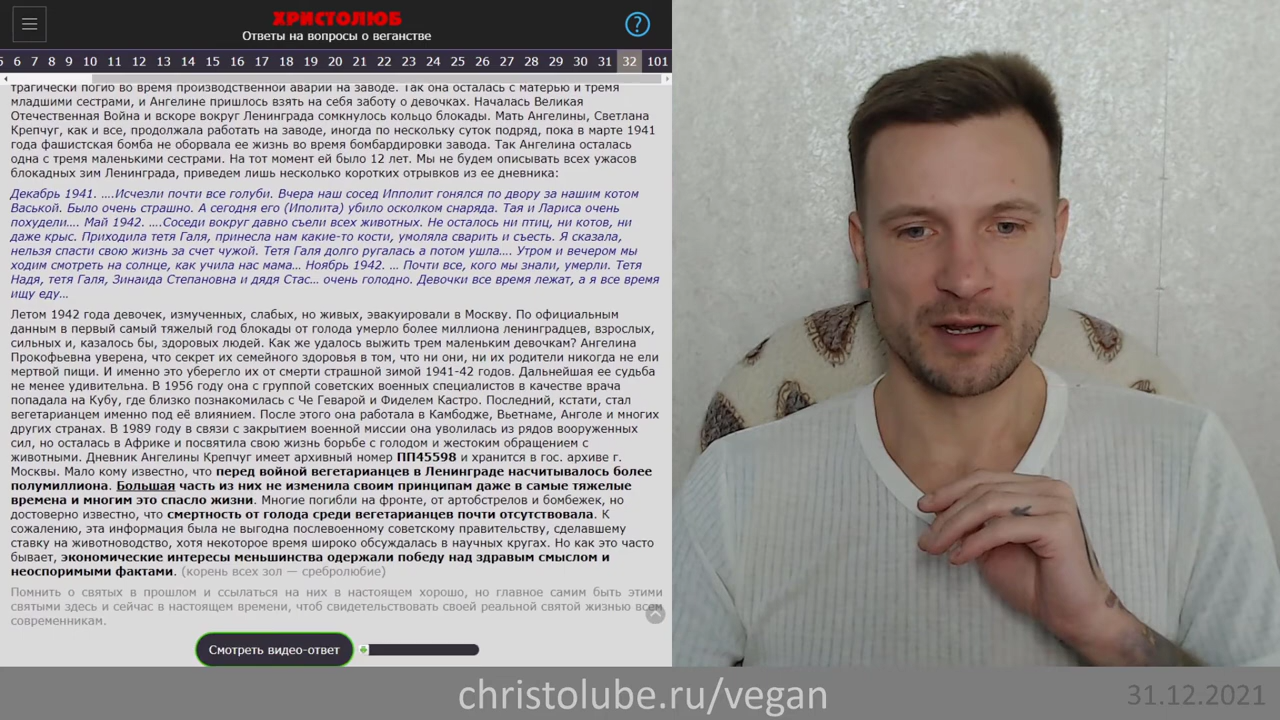 ХРИСТОЛЮБ
Ответы на вопросы о веганстве
5 6 7 8 9 10 11 12 13 14 15 16 17 18 19 20 21 22 23 24 25 26 27 28 29 30 31 32 101
трагически погиб во время производственной аварии на заводе. Так она осталась с матерью и тремя
младшими сестрами, и Ангелине пришлось взять на себя заботу о девочках. Началась Великая
Отечественная Война и вскоре вокруг Ленинграда сомкнулось кольцо блокады. Мать Ангелины, Светлана
Крепчуг, как и все, продолжала работать на заводе, иногда по нескольку суток подряд, пока в марте 1941
года фашистская бомба не оборвала ее жизнь во время бомбардировки завода. Так Ангелина осталась
одна с тремя маленькими сестрами. На тот момент ей было 12 лет. Мы не будем описывать всех ужасов
блокадных зим Ленинграда, приведем лишь несколько коротких отрывков из ее дневника:
Декабрь 1941. ….Исчезли почти все голуби. Вчера наш сосед Ипполит гонялся по двору за нашим котом
Васькой. Было очень страшно. А сегодня его (Иполита) убило осколком снаряда. Тая и Лариса очень
похудели…. Май 1942. ….Соседи вокруг давно съели всех животных. Не осталось ни птиц, ни котов, ни
даже крыс. Приходила тетя Галя, принесла нам какие-то кости, умоляла сварить и съесть. Я сказала,
нельзя спасти свою жизнь за счет чужой. Тетя Галя долго ругалась а потом ушла…. Утром и вечером мы
ходим смотреть на солнце, как учила нас мама… Ноябрь 1942. … Почти все, кого мы знали, умерли. Тетя
Надя, тетя Галя, Зинаида Степановна и дядя Стас… очень голодно. Девочки все время лежат, а я все время
ищу еду…
Летом 1942 года девочек, измученных, слабых, но живых, эвакуировали в Москву. По официальным
данным в первый самый тяжелый год блокады от голода умерло более миллиона ленинградцев, взрослых,
сильных и, казалось бы, здоровых людей. Как же удалось выжить трем маленьким девочкам? Ангелина
Прокофьевна уверена, что секрет их семейного здоровья в том, что ни они, ни их родители никогда не ели
мертвой пищи. И именно это уберегло их от смерти страшной зимой 1941-42 годов. Дальнейшая ее судьба
не менее удивительна. В 1956 году она с группой советских военных специалистов в качестве врача
попадала на Кубу, где близко познакомилась с Че Геварой и Фиделем Кастро. Последний, кстати, стал
вегетарианцем именно под её влиянием. После этого она работала в Камбодже, Вьетнаме, Анголе и многих
других странах. В 1989 году в связи с закрытием военной миссии она уволилась из рядов вооруженных
сил, но осталась в Африке и посвятила свою жизнь борьбе с голодом и жестоким обращением с
животными. Дневник Ангелины Крепчуг имеет архивный номер ПП45598 и хранится в гос. архиве г.
Москвы. Мало кому известно, что перед войной вегетарианцев в Ленинграде насчитывалось более
полумиллиона. Большая часть из них не изменила своим принципам даже в самые тяжелые
времена и многим это спасло жизни. Многие погибли на фронте, от артобстрелов и бомбежек, но
достоверно известно, что смертность от голода среди вегетарианцев почти отсутствовала. К
сожалению, эта информация была не выгодна послевоенному советскому правительству, сделавшему
ставку на животноводство, хотя некоторое время широко обсуждалась в научных кругах. Но как это часто
бывает, экономические интересы меньшинства одержали победу над здравым смыслом и
неоспоримыми фактами. (корень всех зол — сребролюбие)
Помнить о святых в прошлом и ссылаться на них в настоящем хорошо, но главное самим быть этими
святыми здесь и сейчас в настоящем времени, чтоб свидетельствовать своей реальной святой жизнью всем
современникам.
Смотреть видео-ответ
christolube.ru/vegan
31.12.2021